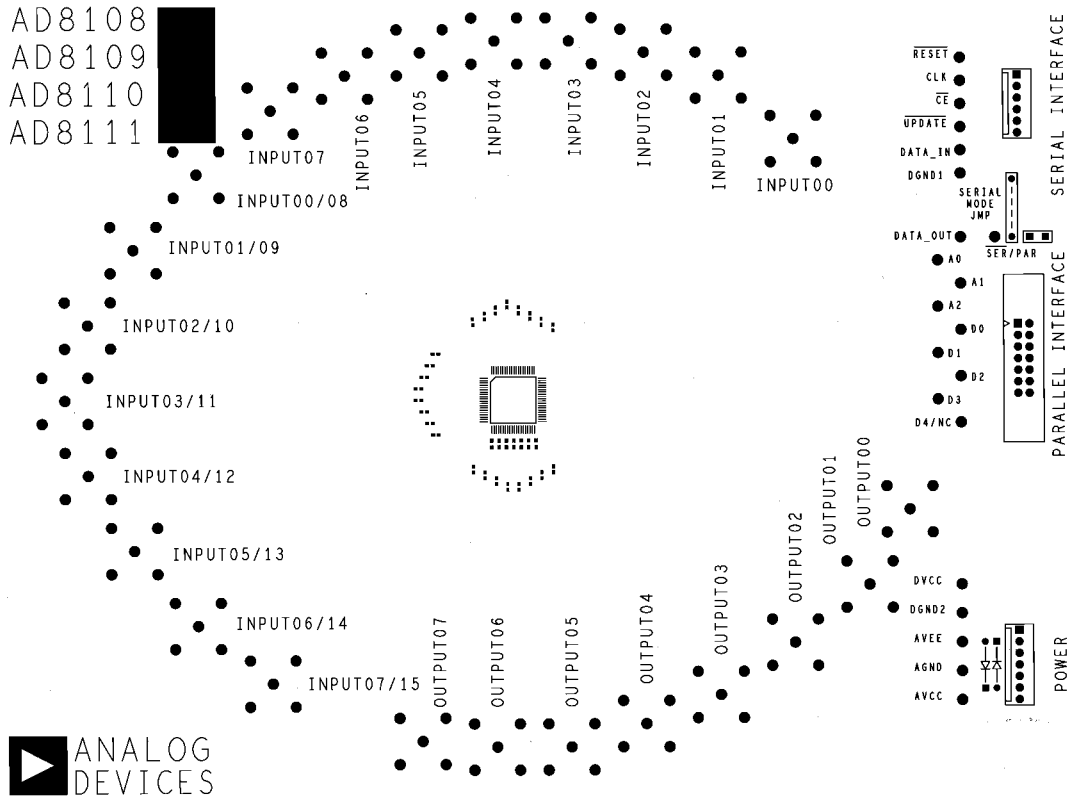 AD8108
AD8109
AD8110
AD8111
INPUT07
INPUT06
INPUT05
INPUT04
INPUT03
INPUT02
INPUT01
INPUT00
INPUT00/08
INPUT01/09
INPUT02/10
INPUT03/11
INPUT04/12
INPUT05/13
INPUT06/14
INPUT07/15
OUTPUT07
OUTPUT06
OUTPUT05
OUTPUT04
OUTPUT03
OUTPUT02
OUTPUT01
OUTPUT00
RESET
CLK
CE
UPDATE
DATA_IN
DGND1
SERIAL INTERFACE
SERIAL
MODE
JMP
DATA_OUT
SER/PAR
A0
A1
A2
D0
D1
D2
D3
D4/NC
PARALLEL INTERFACE
DVCC
DGND2
AVEE
AGND
AVCC
POWER
ANALOG
DEVICES